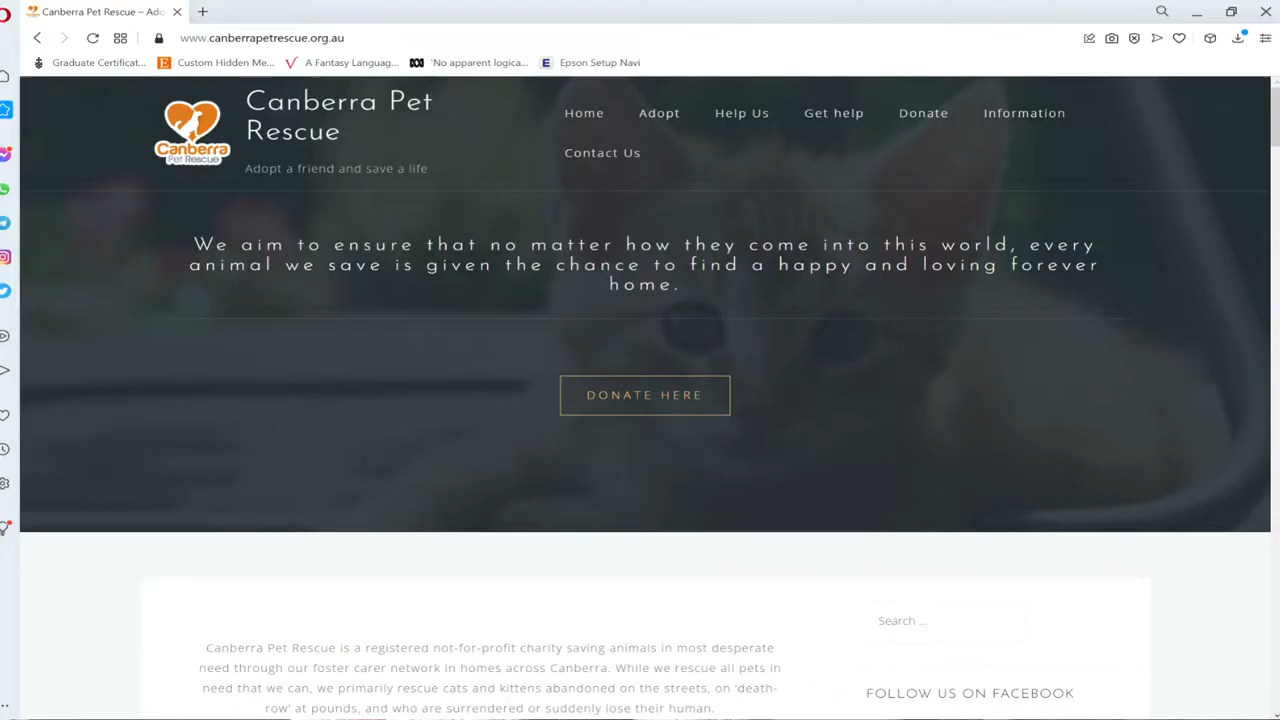 Canberra Pet Rescue – Ado
www.canberrapetrescue.org.au
Graduate Certificat...
Custom Hidden Me...
A Fantasy Languag...
'No apparent logica...
Epson Setup Navi
Canberra
Pet Rescue
Canberra Pet
Rescue
Adopt a friend and save a life
Home Adopt Help Us Get help Donate Information
Contact Us
We aim to ensure that no matter how they come into this world, every
animal we save is given the chance to find a happy and loving forever
home.
DONATE HERE
Canberra Pet Rescue is a registered not-for-profit charity saving animals in most desperate
need through our foster carer network in homes across Canberra. While we rescue all pets in
need that we can, we primarily rescue cats and kittens abandoned on the streets, on 'death-
row' at pounds, and who are surrendered or suddenly lose their human.
Search ...
FOLLOW US ON FACEBOOK